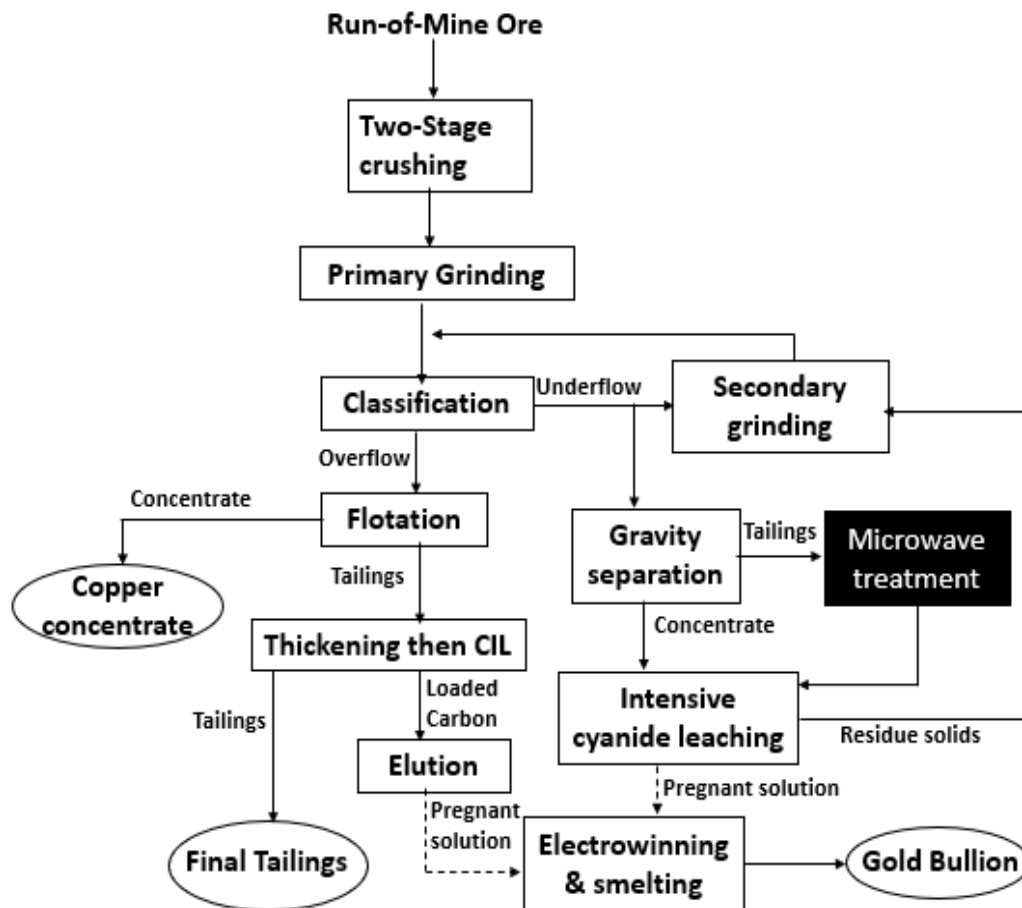 Run-of-Mine Ore
Two-Stage
crushing
Primary Grinding
Classification
Underflow
Secondary
grinding
Overflow
Concentrate
Flotation
Gravity
separation
Tailings
Microwave
treatment
Tailings
Copper
concentrate
Concentrate
Thickening then CIL
Loaded
Carbon
Tailings
Intensive
cyanide leaching
Residue solids
Elution
Pregnant solution
Pregnant
solution
Final Tailings
Electrowinning
& smelting
Gold Bullion